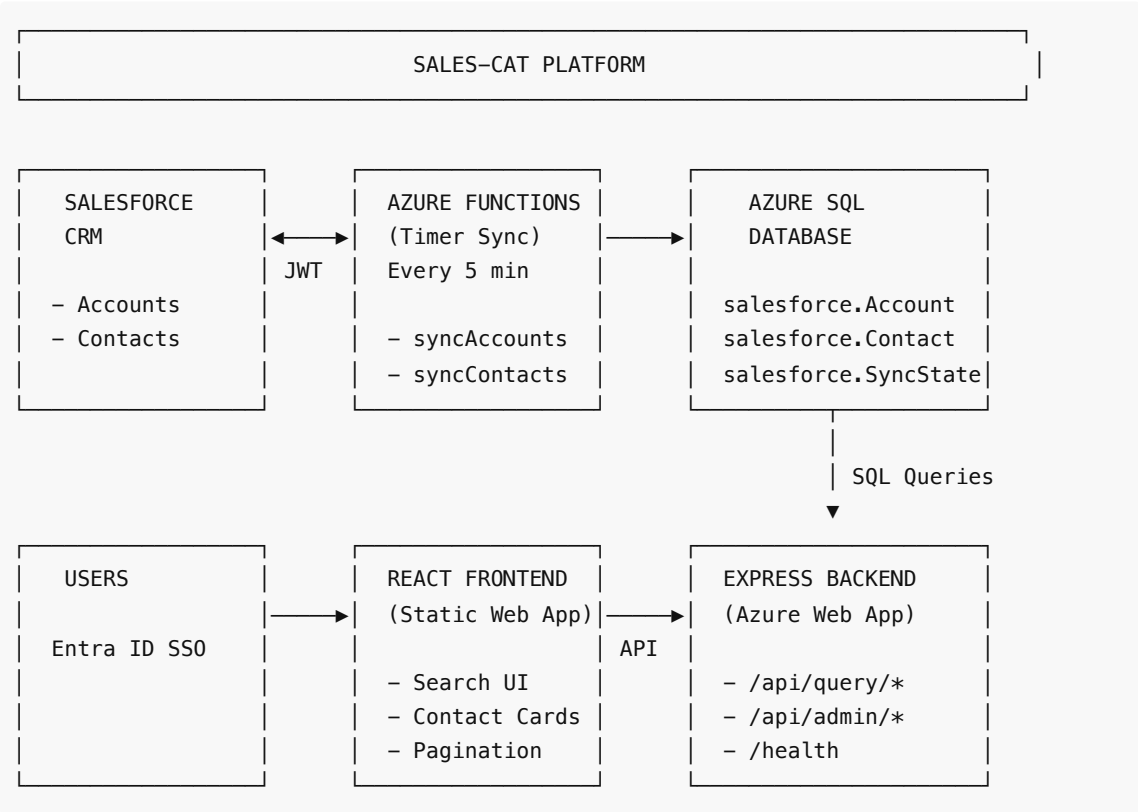 SALES-CAT PLATFORM
SALESFORCE
CRM
- Accounts
- Contacts
JWT
AZURE FUNCTIONS
(Timer Sync)
Every 5 min
- syncAccounts
- syncContacts
AZURE SQL
DATABASE
salesforce.Account
salesforce.Contact
salesforce.SyncState
SQL Queries
USERS
Entra ID SSO
REACT FRONTEND
(Static Web App)
- Search UI
- Contact Cards
- Pagination
API
EXPRESS BACKEND
(Azure Web App)
- /api/query/*
- /api/admin/*
- /health